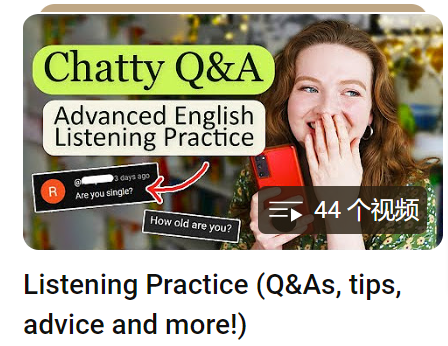 Chatty Q&A
Advanced English
Listening Practice
R
@
3 days ago
Are you single?
How old are you?
44 个视频
Listening Practice (Q&As, tips,
advice and more!)